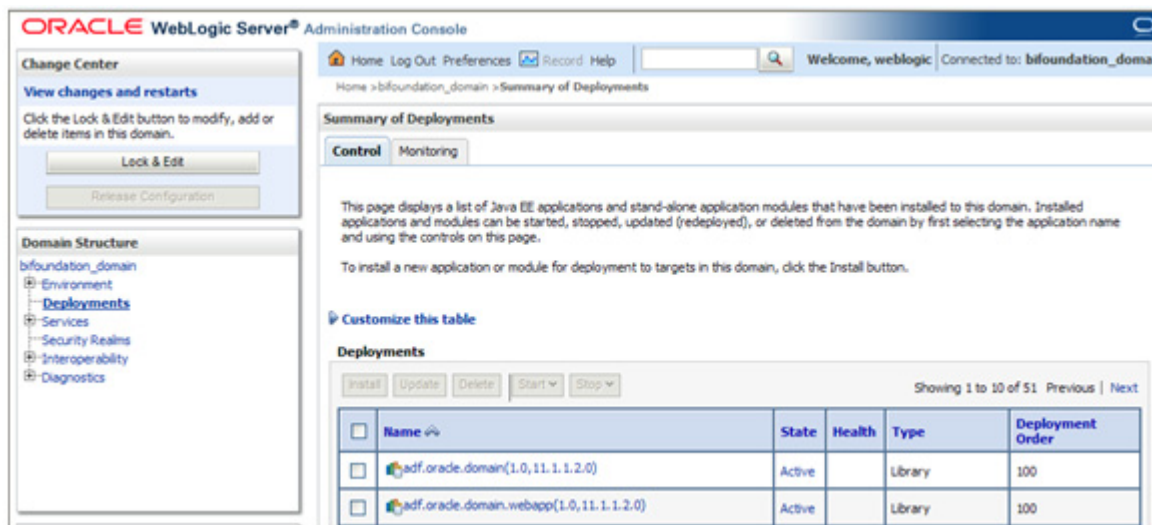 ORACLE WebLogic Server® Administration Console
Change Center
View changes and restarts
Click the Lock & Edit button to modify, add or
delete items in this domain.
Lock & Edit
Release Configuration
Domain Structure
bifoundation_domain
Environment
Deployments
Services
Security Realms
Interoperability
Diagnostics
Home Log Out Preferences Record Help
Welcome, weblogic Connected to: bifoundation_doma
Home >bifoundation_domain >Summary of Deployments
Summary of Deployments
Control Monitoring
This page displays a list of Java EE applications and stand-alone application modules that have been installed to this domain. Installed
applications and modules can be started, stopped, updated (redeployed), or deleted from the domain by first selecting the application name
and using the controls on this page.
To install a new application or module for deployment to targets in this domain, click the Install button.
Customize this table
Deployments
Install Update Delete Start Stop Showing 1 to 10 of 51 Previous | Next
Name State Health Type Deployment Order
adf.oracle.domain(1.0,11.1.1.2.0) Active Library 100
adf.oracle.domain.webapp(1.0,11.1.1.2.0) Active Library 100